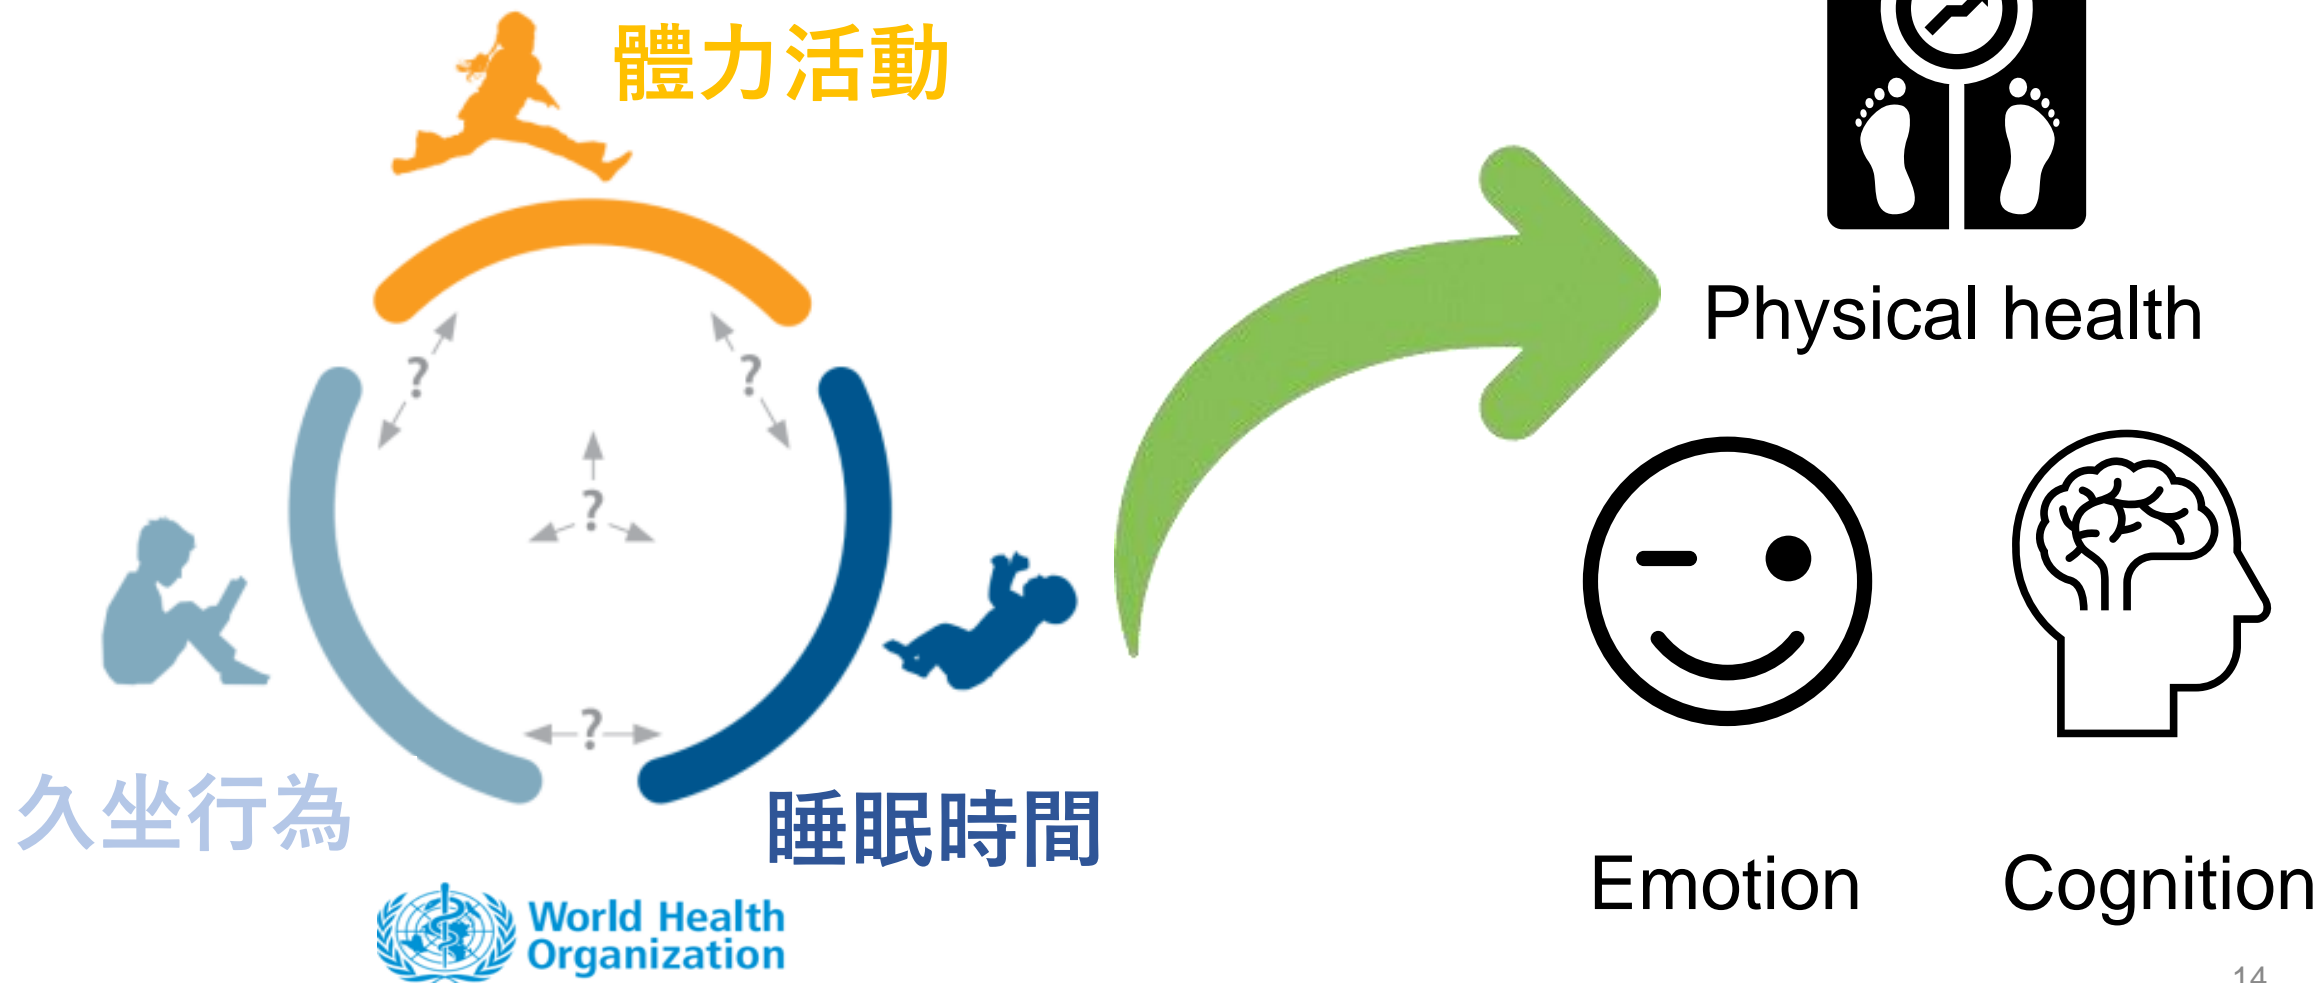 體力活動
Physical health
?
?
?
?
久坐行為
睡眠時間
Emotion
Cognition
World Health
Organization
14